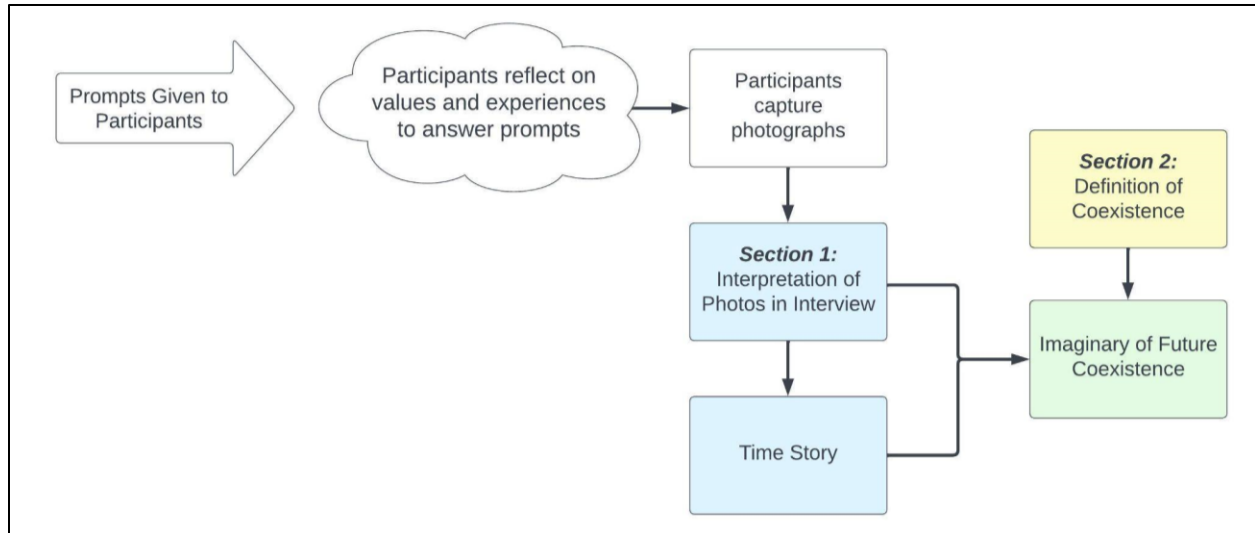 Prompts Given to
Participants
Participants reflect on
values and experiences
to answer prompts
Participants
capture
photographs
Section 1:
Interpretation of
Photos in Interview
Time Story
Section 2:
Definition of
Coexistence
Imaginary of Future
Coexistence